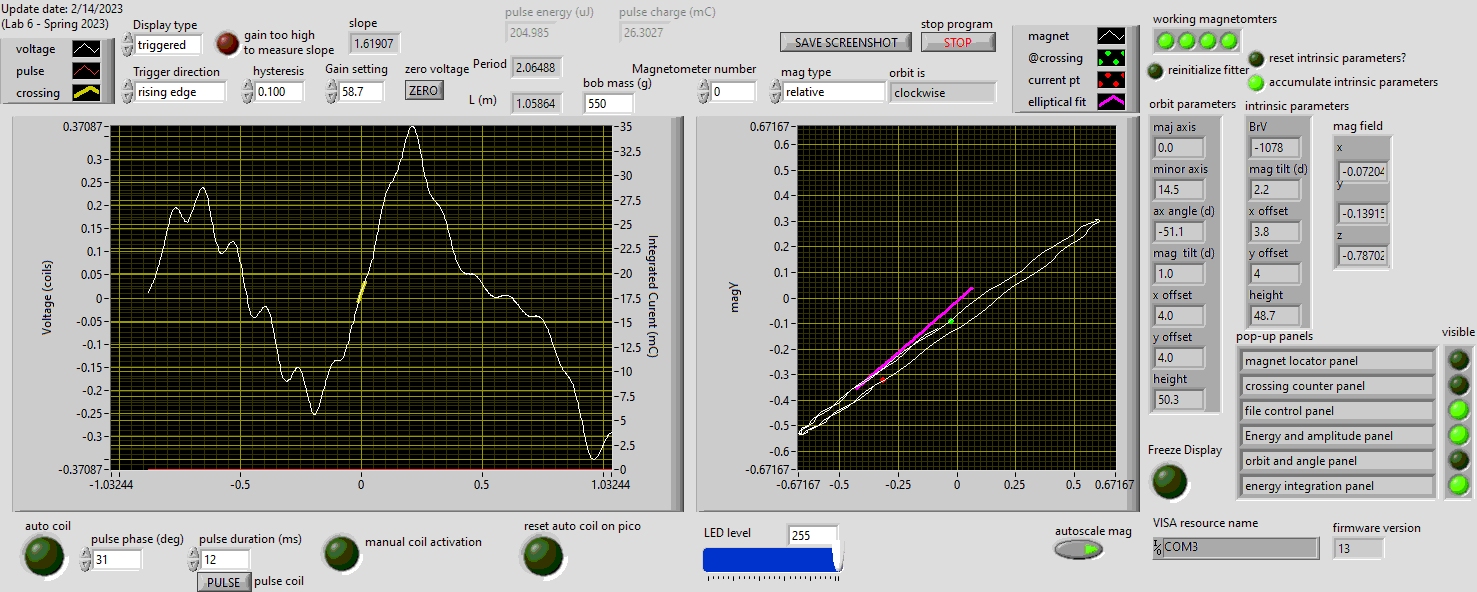 Update date: 2/14/2023
(Lab 6 - Spring 2023)
voltage
pulse
crossing
Display type
triggered
gain too high
to measure slope
slope
1.61907
Trigger direction
rising edge
hysteresis
0.100
Gain setting
58.7
zero voltage
ZERO
pulse energy (uJ)
204.985
pulse charge (mC)
26.3027
Period
2.06488
L (m)
1.05864
bob mass (g)
550
Magnetometer number
0
mag type
relative
orbit is
clockwise
SAVE SCREENSHOT
stop program
STOP
magnet
@crossing
current pt
elliptical fit
working magnetomters
reinitialize fitter
reset intrinsic parameters?
accumulate intrinsic parameters
orbit parameters
maj axis
0.0
minor axis
14.5
ax angle (d)
-51.1
mag tilt (d)
1.0
x offset
4.0
y offset
4.0
height
50.3
intrinsic parameters
BrV
-1078
mag tilt (d)
2.2
x offset
3.8
y offset
4
height
48.7
mag field
x
-0.07204
y
-0.13915
z
-0.78702
Voltage (coils)
0.37087
0.3
0.25
0.2
0.15
0.1
0.05
0
-0.05
-0.1
-0.15
-0.2
-0.25
-0.3
-0.37087
-1.03244
-0.5
0
0.5
1.03244
35
32.5
30
27.5
25
22.5
20
17.5
15
12.5
10
7.5
5
2.5
0
Integrated Curent (mC)
magY
0.67167
0.6
0.5
0.4
0.3
0.2
0.1
0
-0.1
-0.2
-0.3
-0.4
-0.5
-0.6
-0.67167
-0.67167
-0.5
-0.25
0
0.25
0.5
0.67167
pop-up panels
visible
magnet locator panel
crossing counter panel
file control panel
Energy and amplitude panel
orbit and angle panel
energy integration panel
Freeze Display
auto coil
pulse phase (deg)
31
pulse duration (ms)
12
PULSE
pulse coil
manual coil activation
reset auto coil on pico
LED level
255
autoscale mag
VISA resource name
COM3
firmware version
13